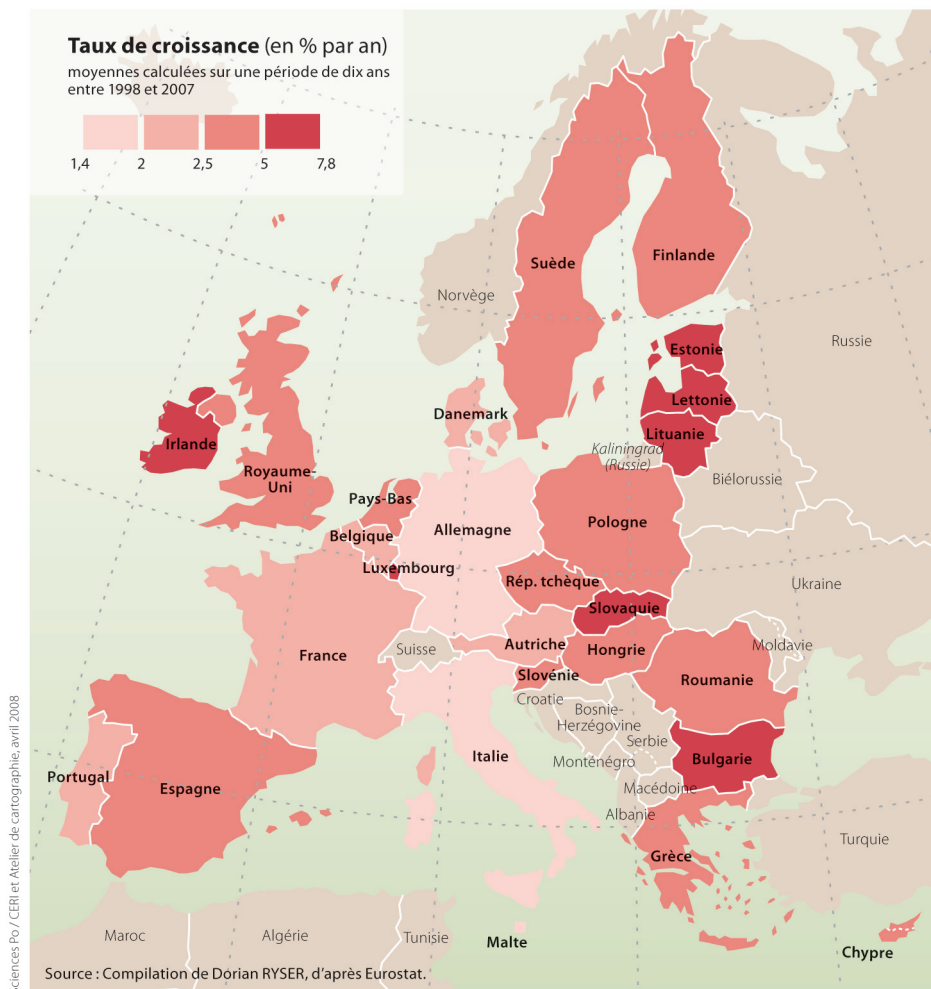 Taux de croissance (en % par an)
moyennes calculées sur une période de dix ans
entre 1998 et 2007
1,4 2 2,5 5 7,8
Suède
Finlande
Norvège
Russie
Estonie
Lettonie
Lituanie
Danemark
Irlande
Kaliningrad
(Russie)
Royaume-
Uni
Biélorussie
Pays-Bas
Pologne
Allemagne
Belgique
Luxembourg
Rép. tchèque
Ukraine
Slovaquie
Autriche
Moldavie
France
Suisse
Hongrie
Slovénie
Roumanie
Croatie
Bosnie-
Herzégovine
Serbie
Italie
Monténégro
Bulgarie
Portugal
Espagne
Macédoine
Albanie
Turquie
Grèce
Maroc
Algérie
Tunisie
Malte
Chypre
Source : Compilation de Dorian RYSER, d'après Eurostat.
Sciences Po / CERI et Atelier de cartographie, avril 2008